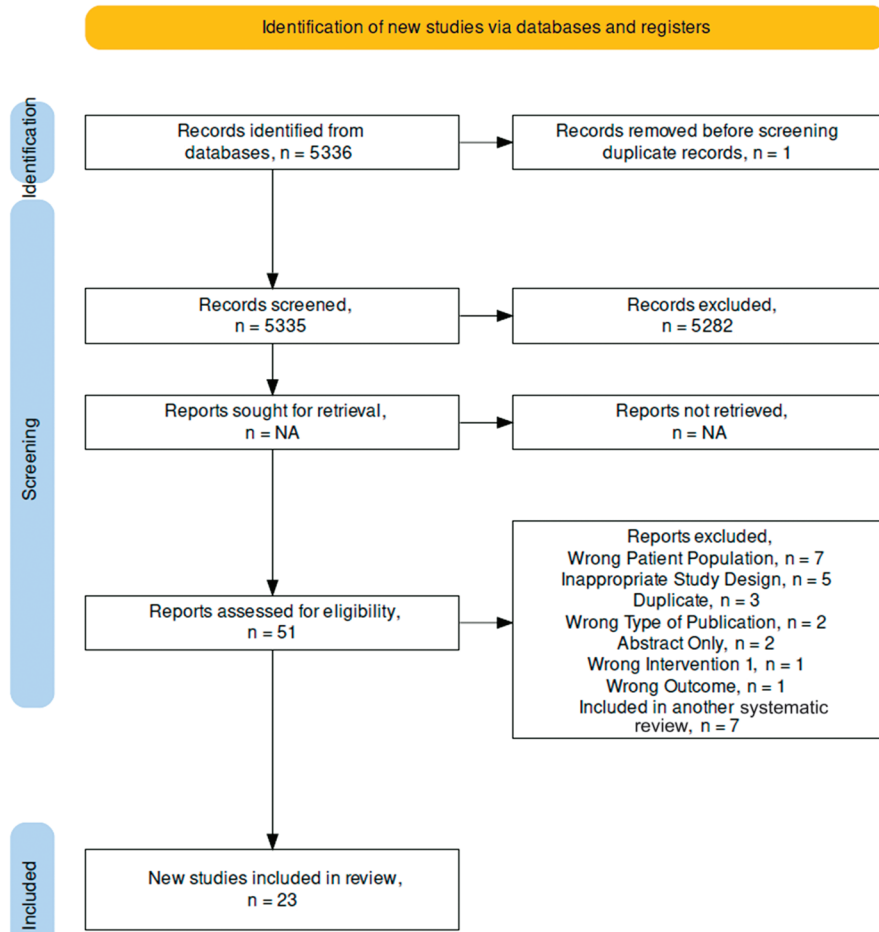 Identification of new studies via databases and registers
Identification
Records identified from
databases, n = 5336
Records removed before screening
duplicate records, n = 1
Screening
Records screened,
n = 5335
Records excluded,
n = 5282
Reports sought for retrieval,
n = NA
Reports not retrieved,
n = NA
Reports assessed for eligibility,
n = 51
Reports excluded,
Wrong Patient Population, n = 7
Inappropriate Study Design, n = 5
Duplicate, n = 3
Wrong Type of Publication, n = 2
Abstract Only, n = 2
Wrong Intervention 1, n = 1
Wrong Outcome, n = 1
Included in another systematic
review, n = 7
Included
New studies included in review,
n = 23